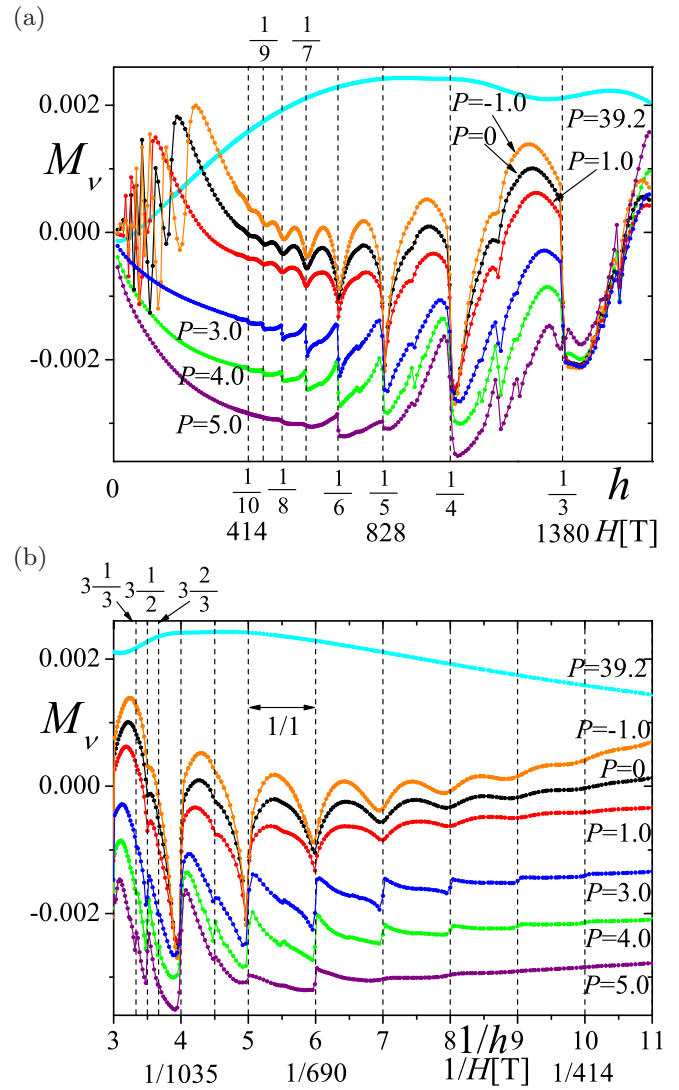 (a)
1/9 1/7
0.002
0.000
-0.002
M_ν
P=-1.0
P=0
P=39.2
P=1.0
P=3.0
P=4.0
P=5.0
0 1/10 1/8 1/6 1/5 1/4 1/3 h
414 828 1380 H[T]
(b)
3 1/3 3 1/2 3 2/3
0.002
0.000
-0.002
M_ν
1/1
P=39.2
P=-1.0
P=0
P=1.0
P=3.0
P=4.0
P=5.0
3 4 5 6 7 8 1/h 9 10 11
1/1035 1/690 1/H[T] 1/414